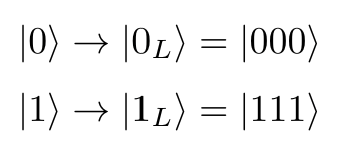 |0⟩ → |0_L⟩ = |000⟩
|1⟩ → |1_L⟩ = |111⟩